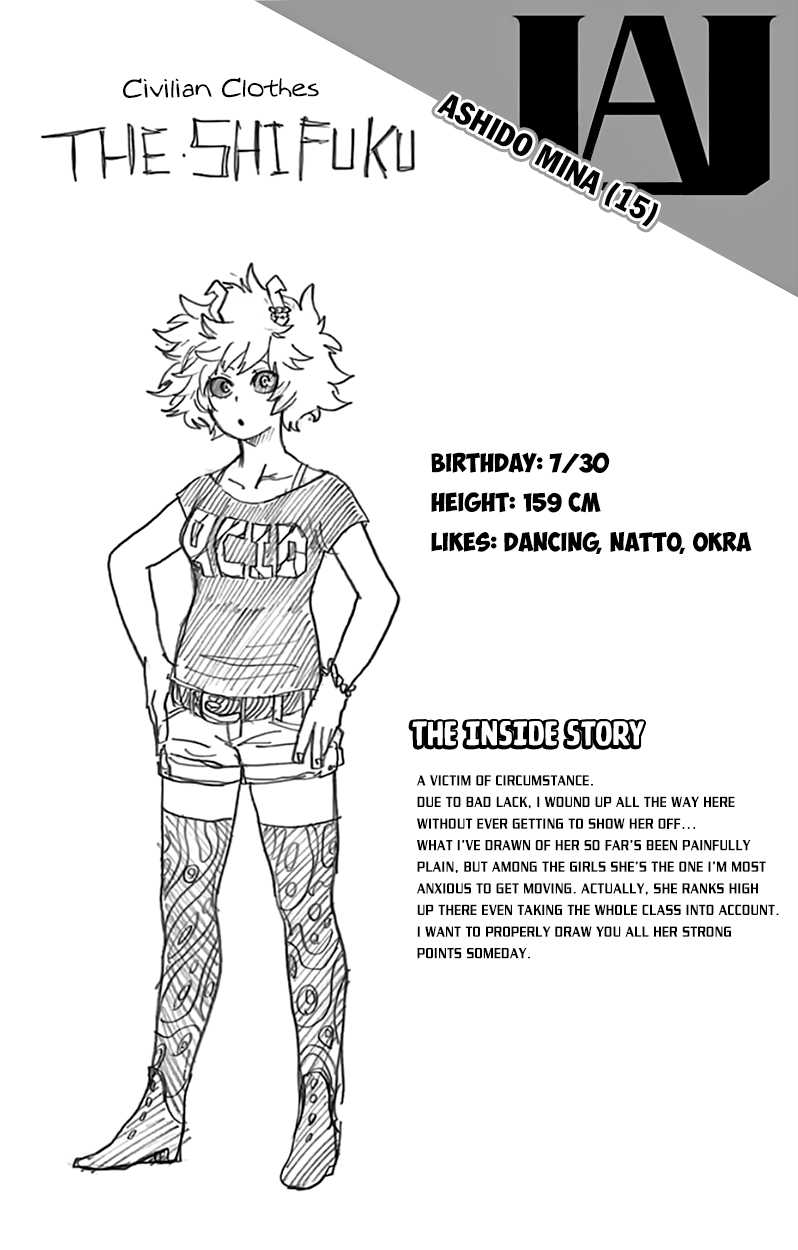 Civilian Clothes
THE·SHIFUKU
UA
ASHIDO MINA (15)
ACID
BIRTHDAY: 7/30
HEIGHT: 159 CM
LIKES: DANCING, NATTO, OKRA
THE INSIDE STORY
A VICTIM OF CIRCUMSTANCE.
DUE TO BAD LACK, I WOUND UP ALL THE WAY HERE
WITHOUT EVER GETTING TO SHOW HER OFF...
WHAT I'VE DRAWN OF HER SO FAR'S BEEN PAINFULLY
PLAIN, BUT AMONG THE GIRLS SHE'S THE ONE I'M MOST
ANXIOUS TO GET MOVING. ACTUALLY, SHE RANKS HIGH
UP THERE EVEN TAKING THE WHOLE CLASS INTO ACCOUNT.
I WANT TO PROPERLY DRAW YOU ALL HER STRONG
POINTS SOMEDAY.